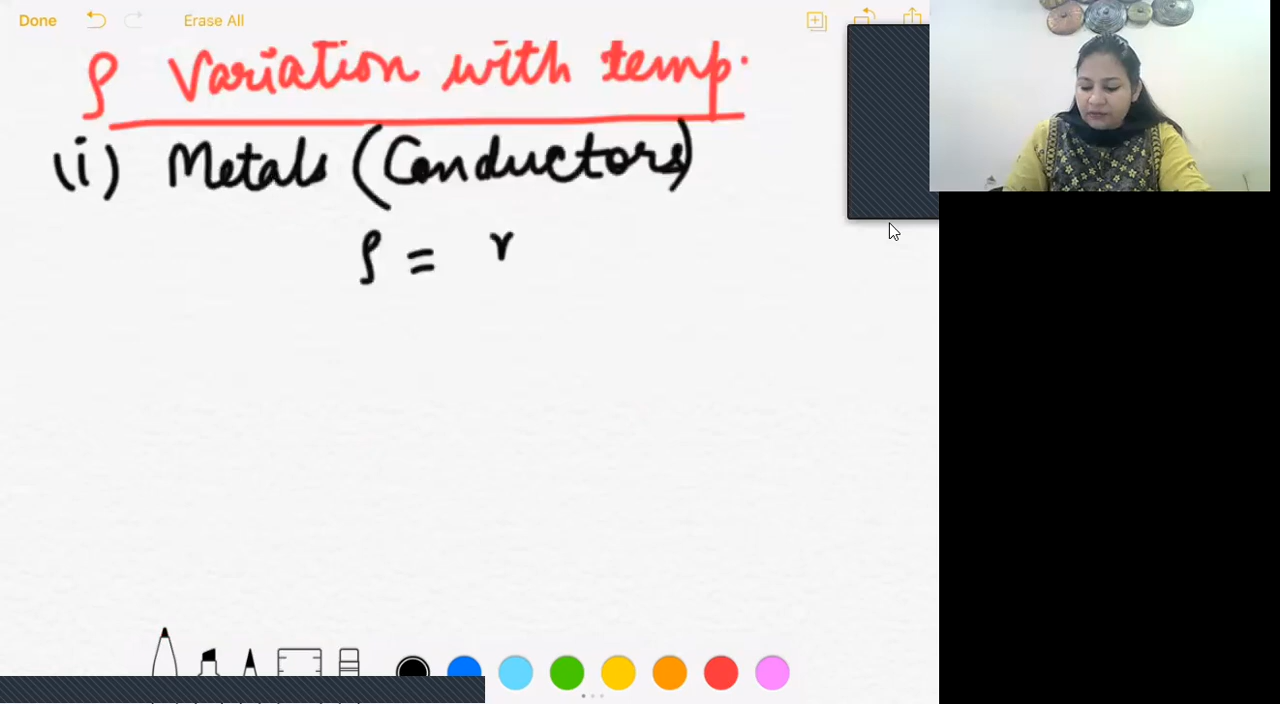 Done Erase All
ρ Variation with temp.
(i) Metals (Conductors)
ρ =